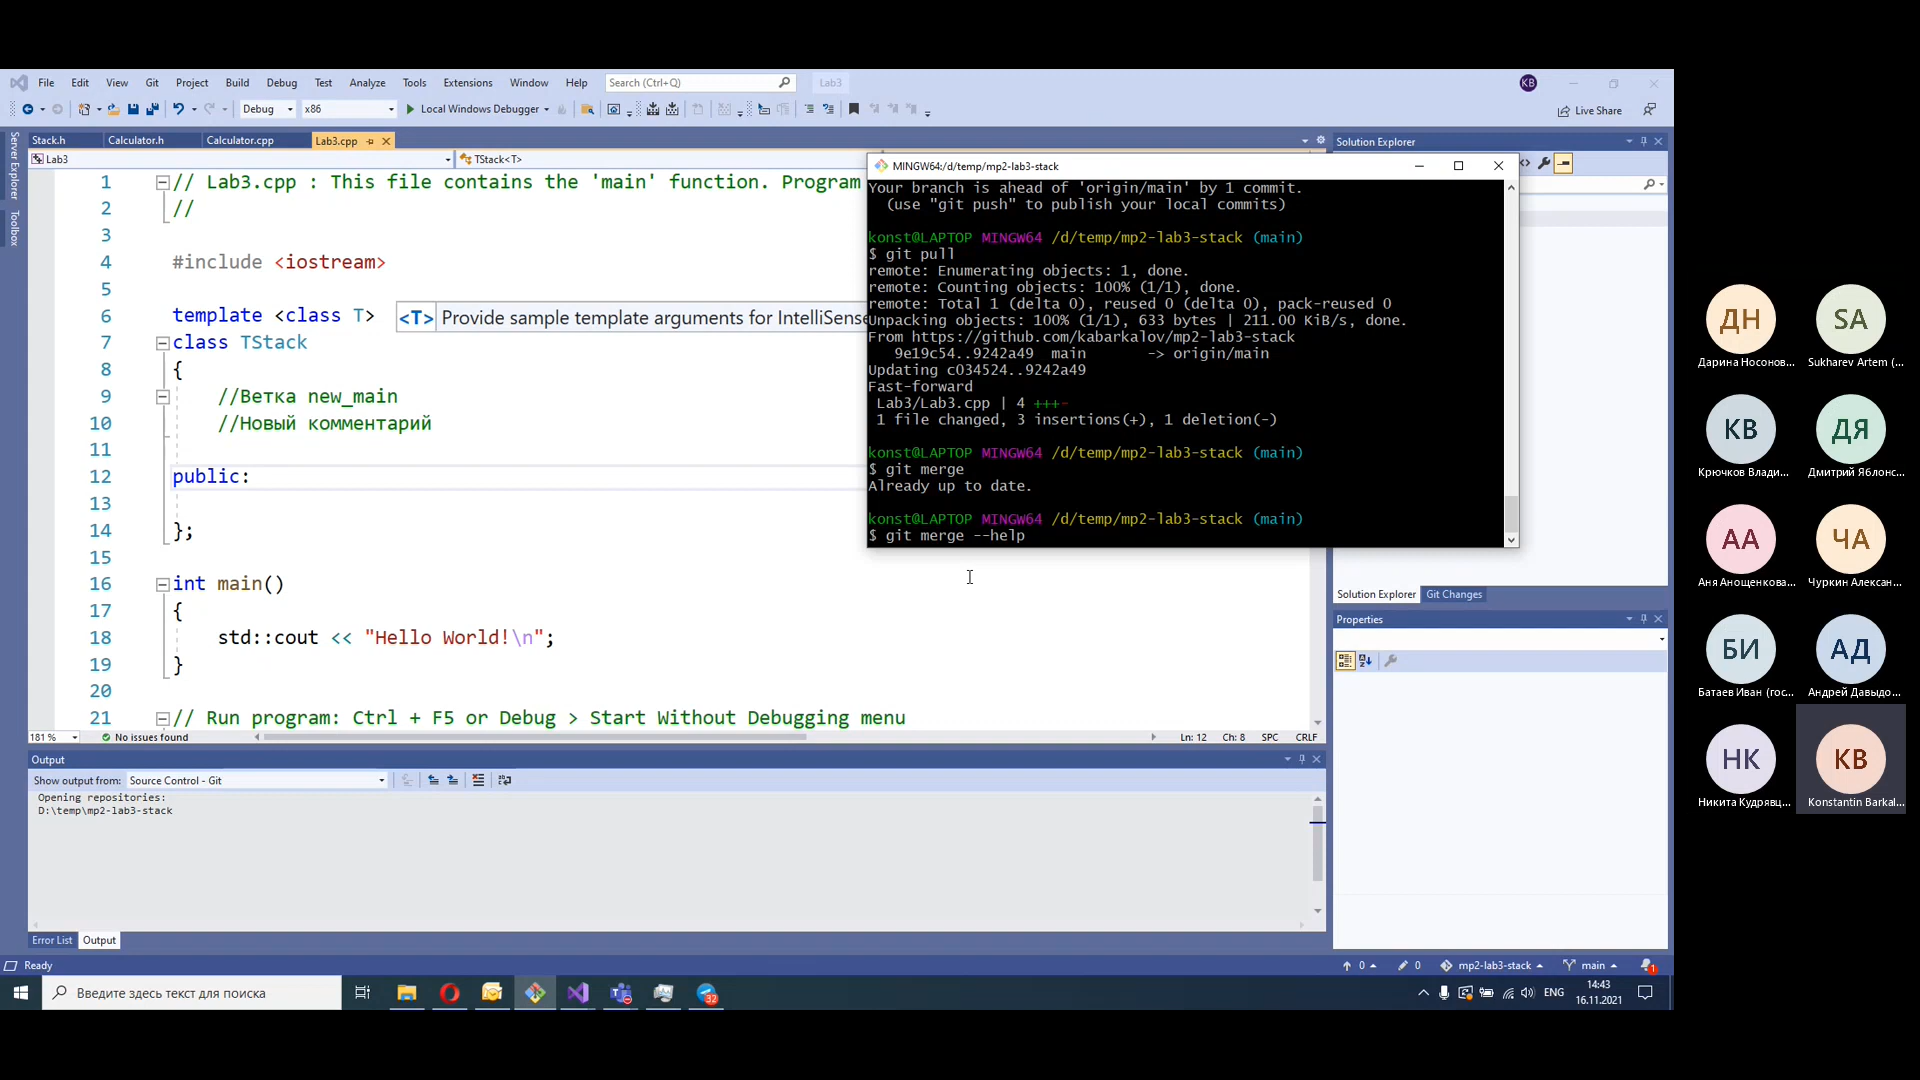 File Edit View Git Project Build Debug Test Analyze Tools Extensions Window Help Search (Ctrl+Q) Lab3 KB
Debug x86 Local Windows Debugger Live Share
Server Explorer
Toolbox
Stack.h Calculator.h Calculator.cpp Lab3.cpp
Lab3 TStack<T>
1 // Lab3.cpp : This file contains the 'main' function. Program
2 //
3
4 #include <iostream>
5
6 template <class T> <T> Provide sample template arguments for IntelliSense
7 class TStack
8 {
9 //Ветка new_main
10 //Новый комментарий
11
12 public:
13
14 };
15
16 int main()
17 {
18 std::cout << "Hello World!\n";
19 }
20
21 // Run program: Ctrl + F5 or Debug > Start Without Debugging menu
181 % No issues found Ln: 12 Ch: 8 SPC CRLF
MINGW64:/d/temp/mp2-lab3-stack
Your branch is ahead of 'origin/main' by 1 commit.
(use "git push" to publish your local commits)
konst@LAPTOP MINGW64 /d/temp/mp2-lab3-stack (main)
$ git pull
remote: Enumerating objects: 1, done.
remote: Counting objects: 100% (1/1), done.
remote: Total 1 (delta 0), reused 0 (delta 0), pack-reused 0
Unpacking objects: 100% (1/1), 633 bytes | 211.00 KiB/s, done.
From https://github.com/kabarkalov/mp2-lab3-stack
9e19c54..9242a49 main -> origin/main
Updating c034524..9242a49
Fast-forward
Lab3/Lab3.cpp | 4 +++-
1 file changed, 3 insertions(+), 1 deletion(-)
konst@LAPTOP MINGW64 /d/temp/mp2-lab3-stack (main)
$ git merge
Already up to date.
konst@LAPTOP MINGW64 /d/temp/mp2-lab3-stack (main)
$ git merge --help
Solution Explorer
Solution Explorer Git Changes
Properties
Output
Show output from: Source Control - Git
Opening repositories:
D:\temp\mp2-lab3-stack
Error List Output
Ready 0 0 mp2-lab3-stack main 1
Введите здесь текст для поиска 32 ENG 14:43
16.11.2021
ДН SA
Дарина Носонов... Sukharev Artem (...
КВ ДЯ
Крючков Влади... Дмитрий Яблонс...
АА ЧА
Аня Анощенкова... Чуркин Алексан...
БИ АД
Батаев Иван (гос... Андрей Давыдо...
НК KB
Никита Кудрявц... Konstantin Barkal...